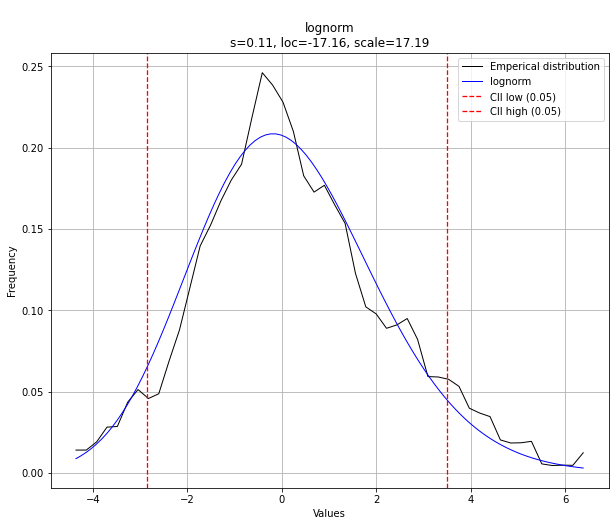 lognorm
s=0.11, loc=-17.16, scale=17.19
Emperical distribution
lognorm
CII low (0.05)
CII high (0.05)
0.25
0.20
0.15
0.10
0.05
0.00
Frequency
−4
−2
0
2
4
6
Values